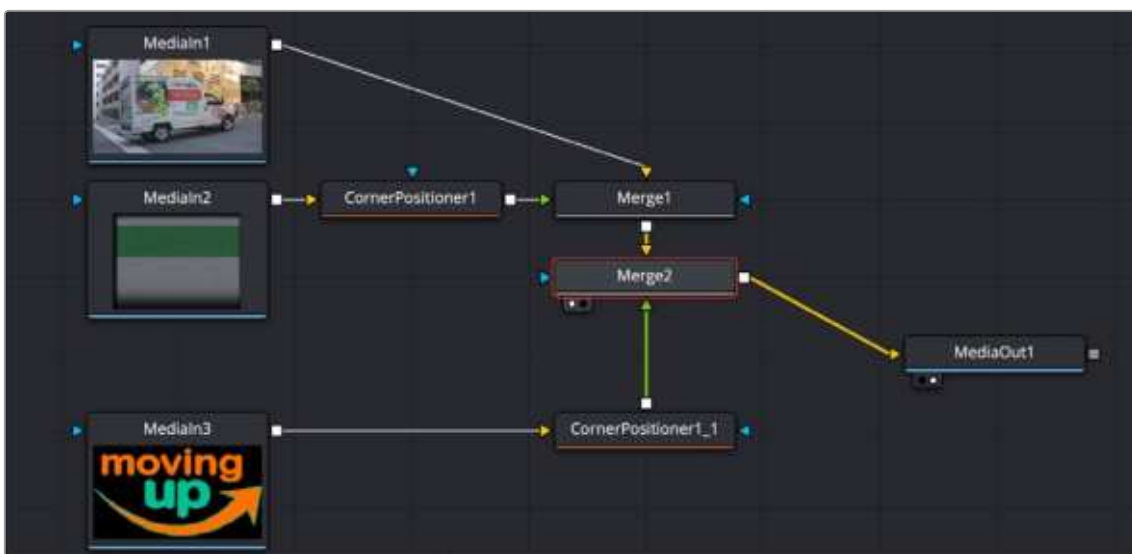 MediaIn1
MediaIn2
CornerPositioner1
Merge1
Merge2
MediaOut1
MediaIn3
CornerPositioner1_1
moving
up